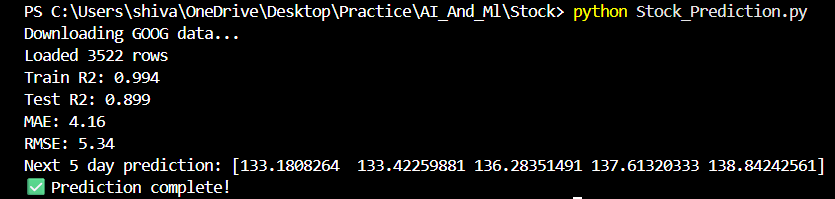 PS C:\Users\shiva\OneDrive\Desktop\Practice\AI_And_Ml\Stock> python Stock_Prediction.py
Downloading GOOG data...
Loaded 3522 rows
Train R2: 0.994
Test R2: 0.899
MAE: 4.16
RMSE: 5.34
Next 5 day prediction: [133.1808264  133.42259881 136.28351491 137.61320333 138.84242561]
✅ Prediction complete!